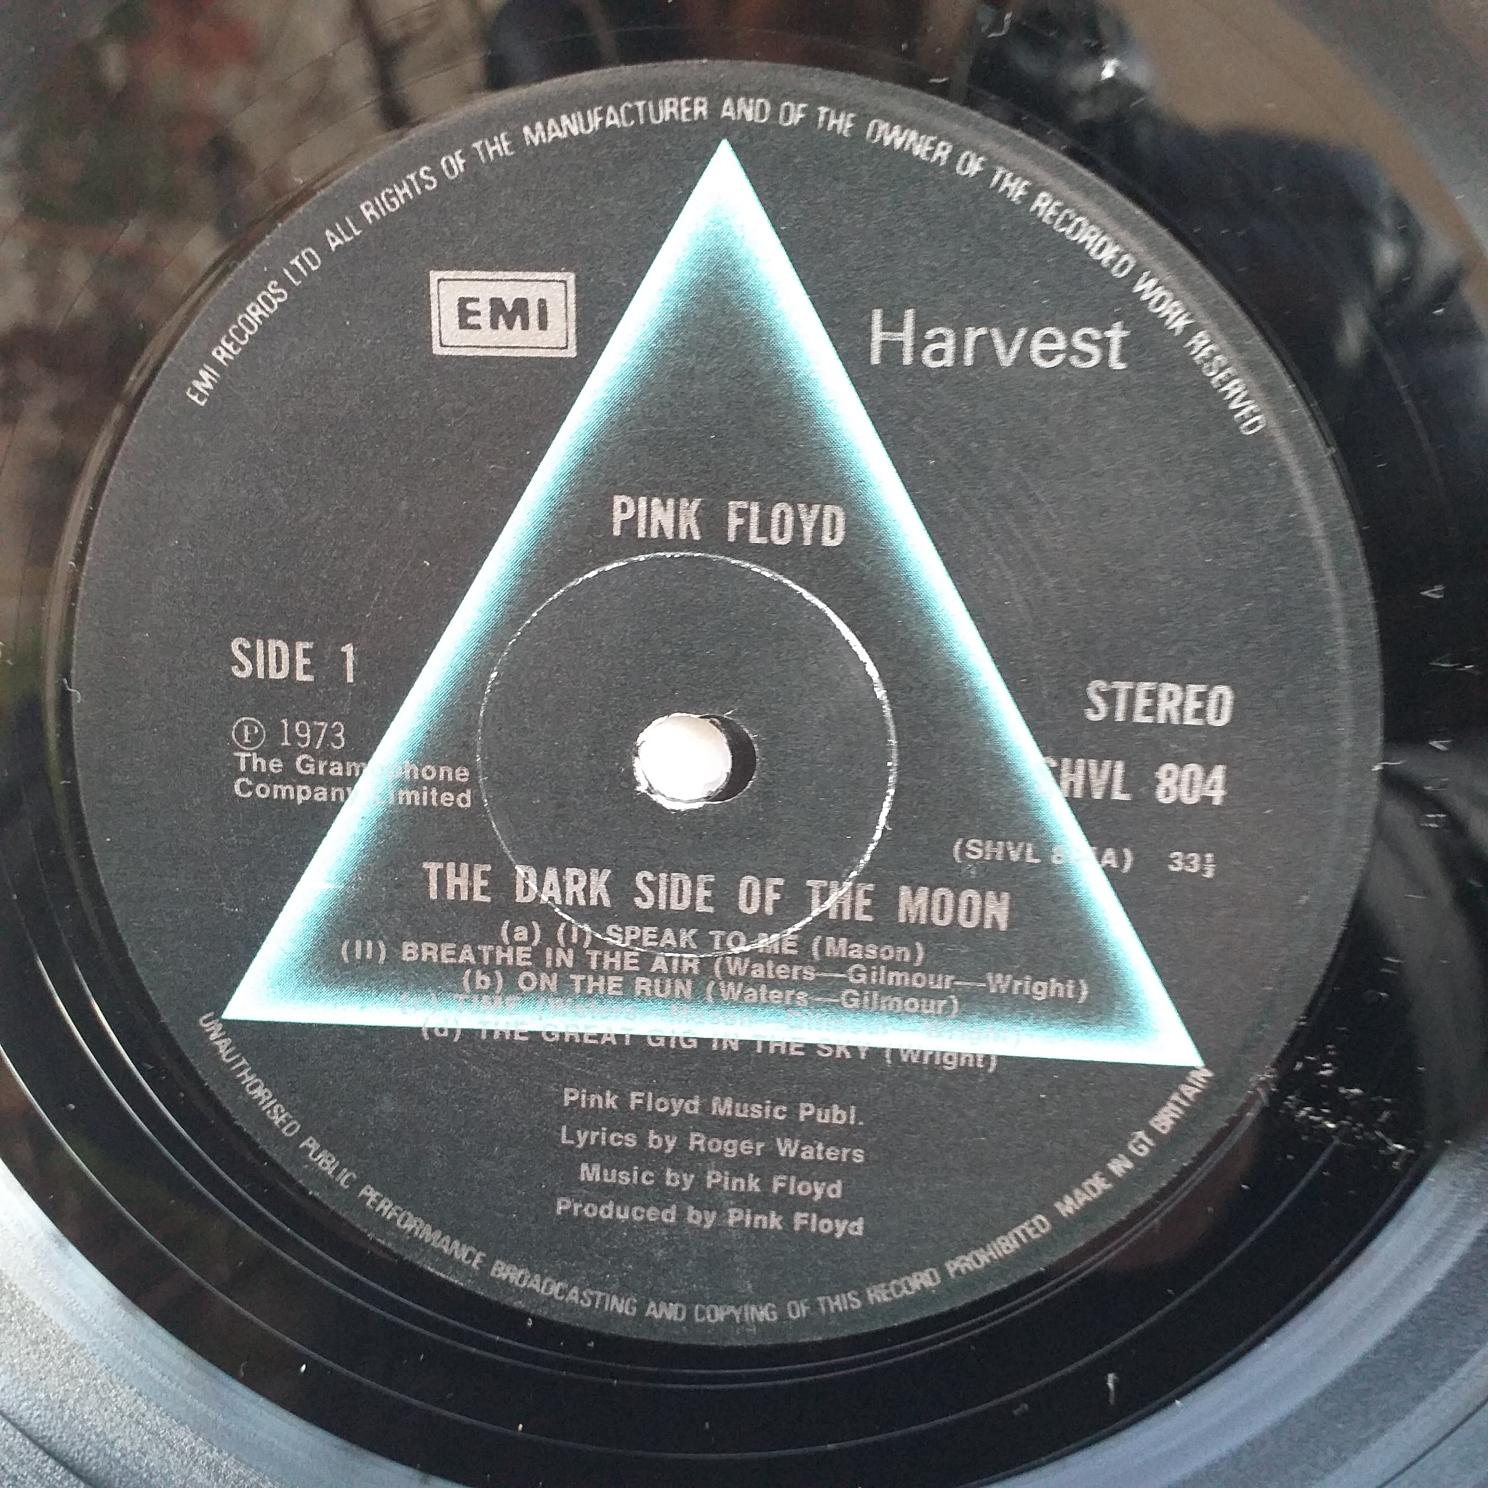 EMI RECORDS LTD ALL RIGHTS OF THE MANUFACTURER AND OF THE OWNER OF THE RECORDED WORK RESERVED
EMI
Harvest
PINK FLOYD
SIDE 1
Ⓟ 1973
The Gramophone
Company Limited
STEREO
SHVL 804
(SHVL 804A) 33⅓
THE DARK SIDE OF THE MOON
(a) (I) SPEAK TO ME (Mason)
(II) BREATHE IN THE AIR (Waters—Gilmour—Wright)
(b) ON THE RUN (Waters—Gilmour)
TIME
(d) THE GREAT GIG IN THE SKY (Wright)
Pink Floyd Music Publ.
Lyrics by Roger Waters
Music by Pink Floyd
Produced by Pink Floyd
UNAUTHORISED PUBLIC PERFORMANCE BROADCASTING AND COPYING OF THIS RECORD PROHIBITED MADE IN GT BRITAIN